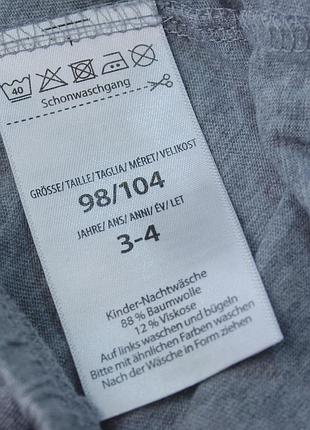 40
Schonwaschgang
GRÖSSE/TAILLE/TAGLIA/MÉRET/VELIKOST
98/104
JAHRE/ANS/ANNI/ÉV/LET
3-4
Kinder-Nachtwäsche
88 % Baumwolle
12 % Viskose
Auf links waschen und bügeln
Bitte mit ähnlichen Farben waschen
Nach der Wäsche in Form ziehen